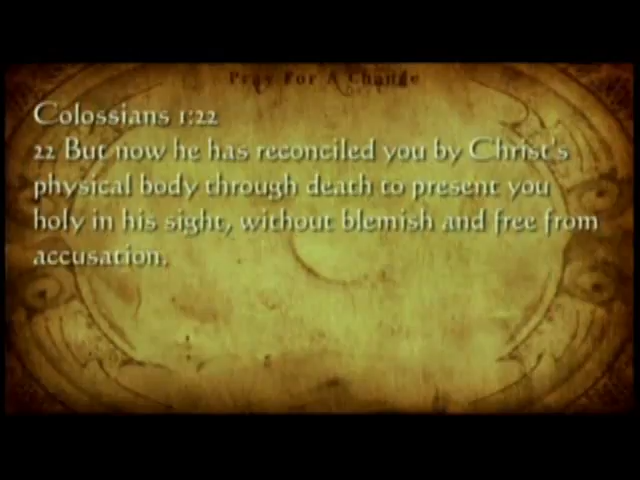 Pray For A Change
Colossians 1:22
22 But now he has reconciled you by Christ's
physical body through death to present you
holy in his sight, without blemish and free from
accusation.